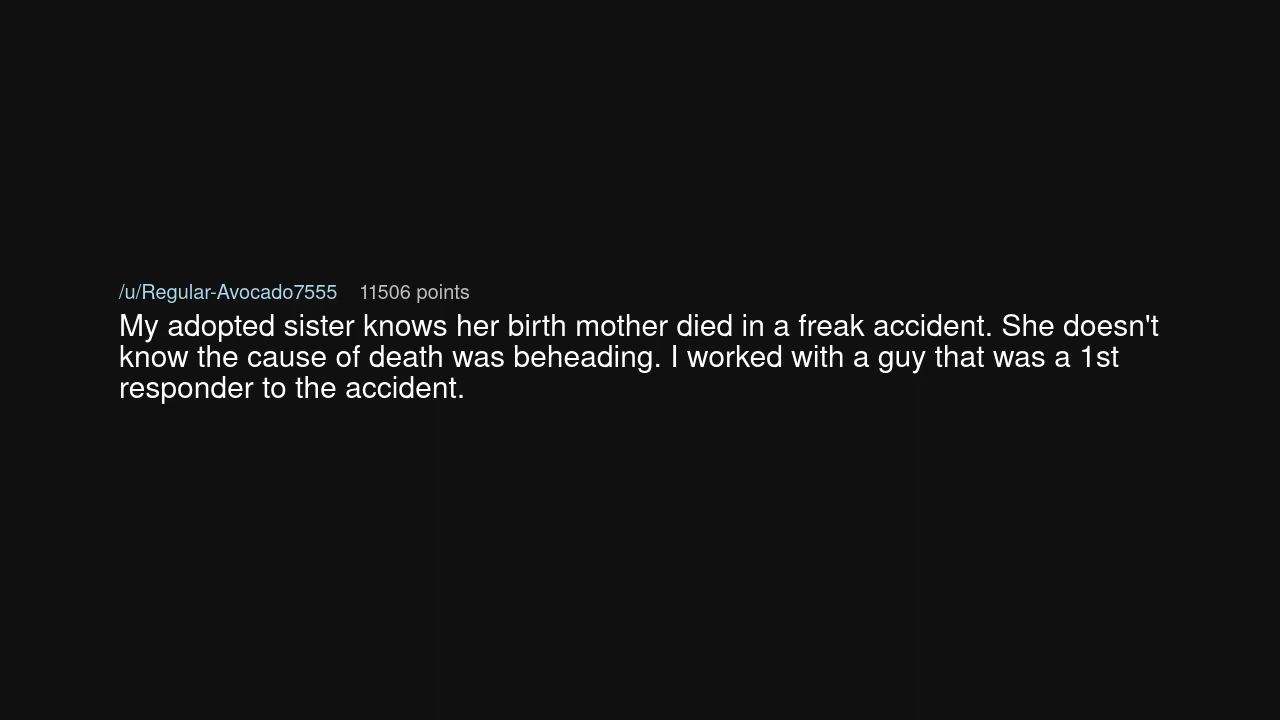 /u/Regular-Avocado7555 11506 points
My adopted sister knows her birth mother died in a freak accident. She doesn't
know the cause of death was beheading. I worked with a guy that was a 1st
responder to the accident.